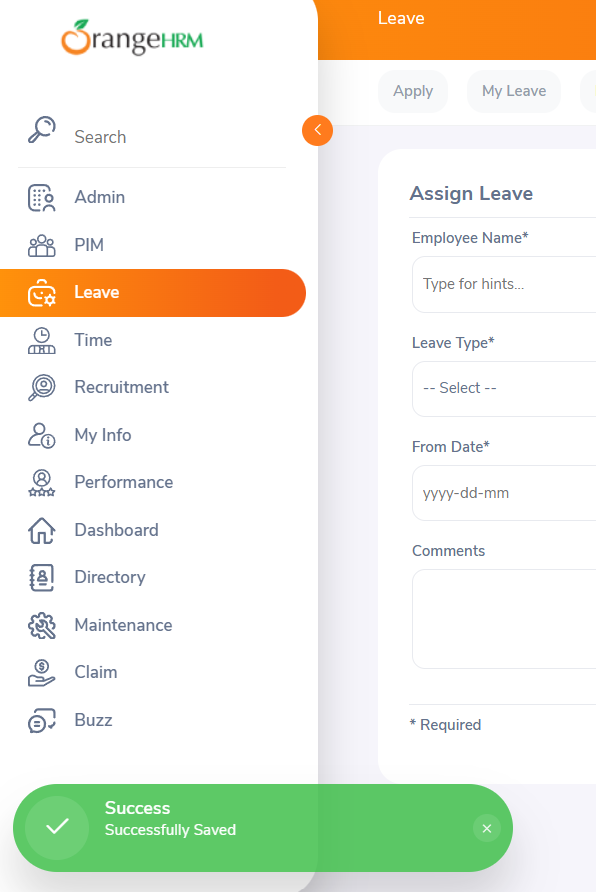 OrangeHRM
Search
Admin
PIM
Leave
Time
Recruitment
My Info
Performance
Dashboard
Directory
Maintenance
Claim
Buzz
Leave
Apply
My Leave
Assign Leave
Employee Name*
Type for hints...
Leave Type*
-- Select --
From Date*
yyyy-dd-mm
Comments
* Required
Success
Successfully Saved